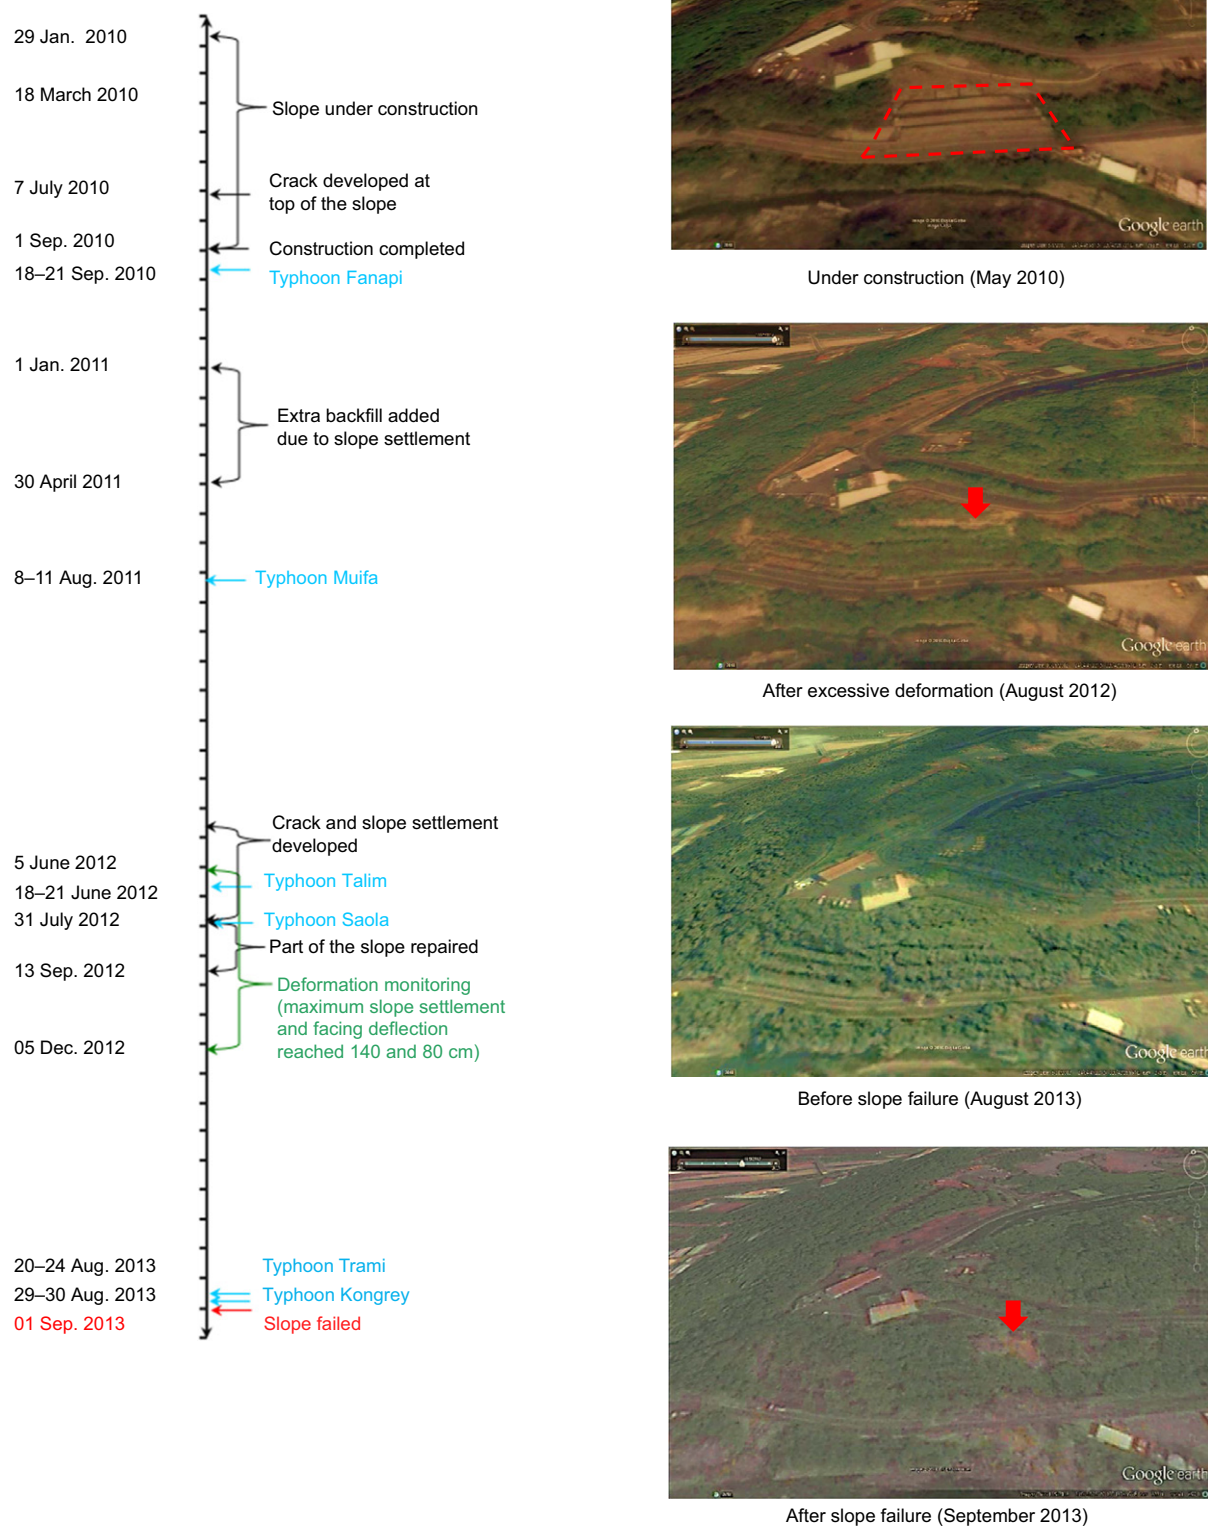 29 Jan. 2010
18 March 2010
Slope under construction
7 July 2010
Crack developed at
top of the slope
1 Sep. 2010
Construction completed
18–21 Sep. 2010
Typhoon Fanapi
1 Jan. 2011
Extra backfill added
due to slope settlement
30 April 2011
8–11 Aug. 2011
Typhoon Muifa
Crack and slope settlement
developed
5 June 2012
18–21 June 2012
Typhoon Talim
31 July 2012
Typhoon Saola
Part of the slope repaired
13 Sep. 2012
Deformation monitoring
(maximum slope settlement
and facing deflection
reached 140 and 80 cm)
05 Dec. 2012
20–24 Aug. 2013
Typhoon Trami
29–30 Aug. 2013
Typhoon Kongrey
01 Sep. 2013
Slope failed
Google earth
Under construction (May 2010)
Google earth
After excessive deformation (August 2012)
Google earth
Before slope failure (August 2013)
Google earth
After slope failure (September 2013)